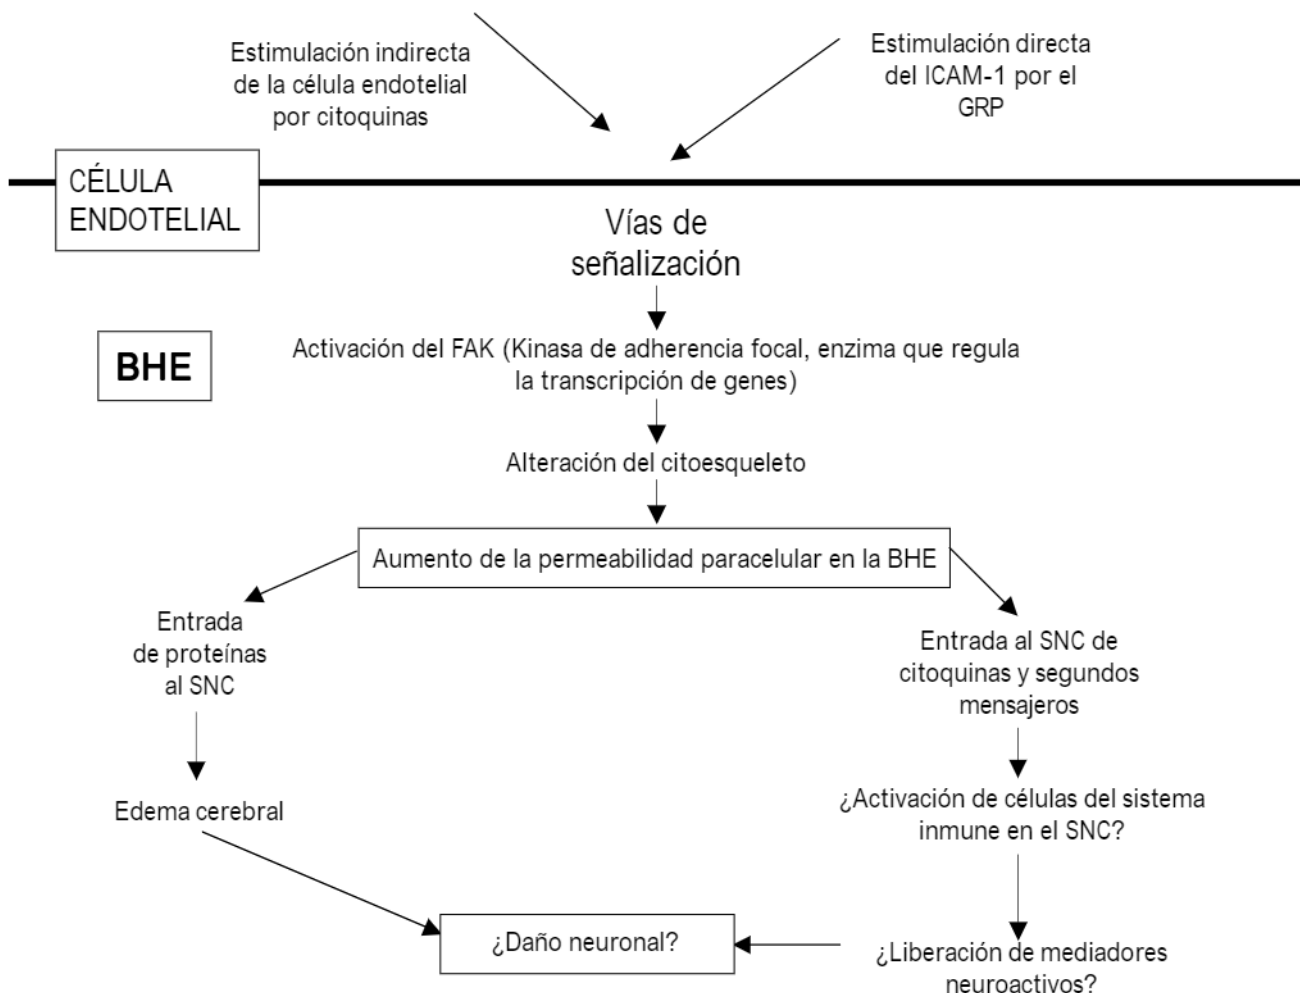 Estimulación indirecta
de la célula endotelial
por citoquinas
Estimulación directa
del ICAM-1 por el
GRP
CÉLULA
ENDOTELIAL
Vías de
señalización
BHE
Activación del FAK (Kinasa de adherencia focal, enzima que regula
la transcripción de genes)
Alteración del citoesqueleto
Aumento de la permeabilidad paracelular en la BHE
Entrada
de proteínas
al SNC
Entrada al SNC de
citoquinas y segundos
mensajeros
Edema cerebral
¿Activación de células del sistema
inmune en el SNC?
¿Daño neuronal?
¿Liberación de mediadores
neuroactivos?